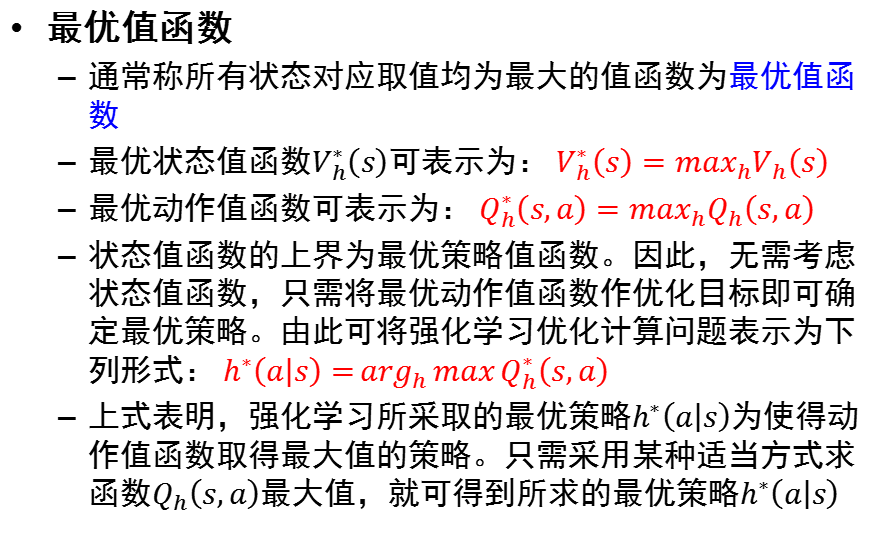 • 最优值函数
– 通常称所有状态对应取值均为最大的值函数为最优值函
数
– 最优状态值函数$V_h^*(s)$可表示为： $V_h^*(s) = max_h V_h(s)$
– 最优动作值函数可表示为： $Q_h^*(s, a) = max_h Q_h(s, a)$
– 状态值函数的上界为最优策略值函数。因此，无需考虑
状态值函数，只需将最优动作值函数作优化目标即可确
定最优策略。由此可将强化学习优化计算问题表示为下
列形式： $h^*(a|s) = arg_h\, max\, Q_h^*(s, a)$
– 上式表明，强化学习所采取的最优策略$h^*(a|s)$为使得动
作值函数取得最大值的策略。只需采用某种适当方式求
函数$Q_h(s, a)$最大值，就可得到所求的最优策略$h^*(a|s)$